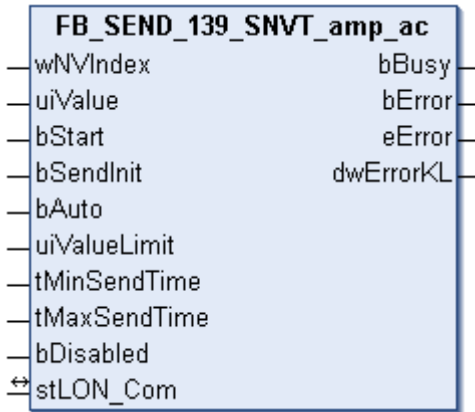 FB_SEND_139_SNVT_amp_ac
wNVIndex bBusy
uiValue bError
bStart eError
bSendInit dwErrorKL
bAuto
uiValueLimit
tMinSendTime
tMaxSendTime
bDisabled
stLON_Com